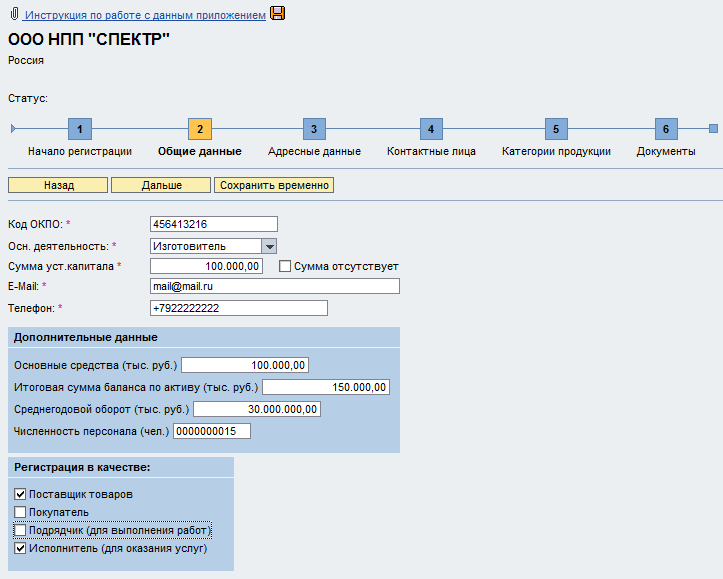 Инструкция по работе с данным приложением
ООО НПП "СПЕКТР"
Россия
Статус:
1 2 3 4 5 6
Начало регистрации Общие данные Адресные данные Контактные лица Категории продукции Документы
Назад Дальше Сохранить временно
Код ОКПО: * 456413216
Осн. деятельность: * Изготовитель
Сумма уст.капитала * 100.000,00 Сумма отсутствует
E-Mail: * mail@mail.ru
Телефон: * +7922222222
Дополнительные данные
Основные средства (тыс. руб.) 100.000,00
Итоговая сумма баланса по активу (тыс. руб.) 150.000,00
Среднегодовой оборот (тыс. руб.) 30.000.000,00
Численность персонала (чел.) 0000000015
Регистрация в качестве:
Поставщик товаров
Покупатель
Подрядчик (для выполнения работ)
Исполнитель (для оказания услуг)